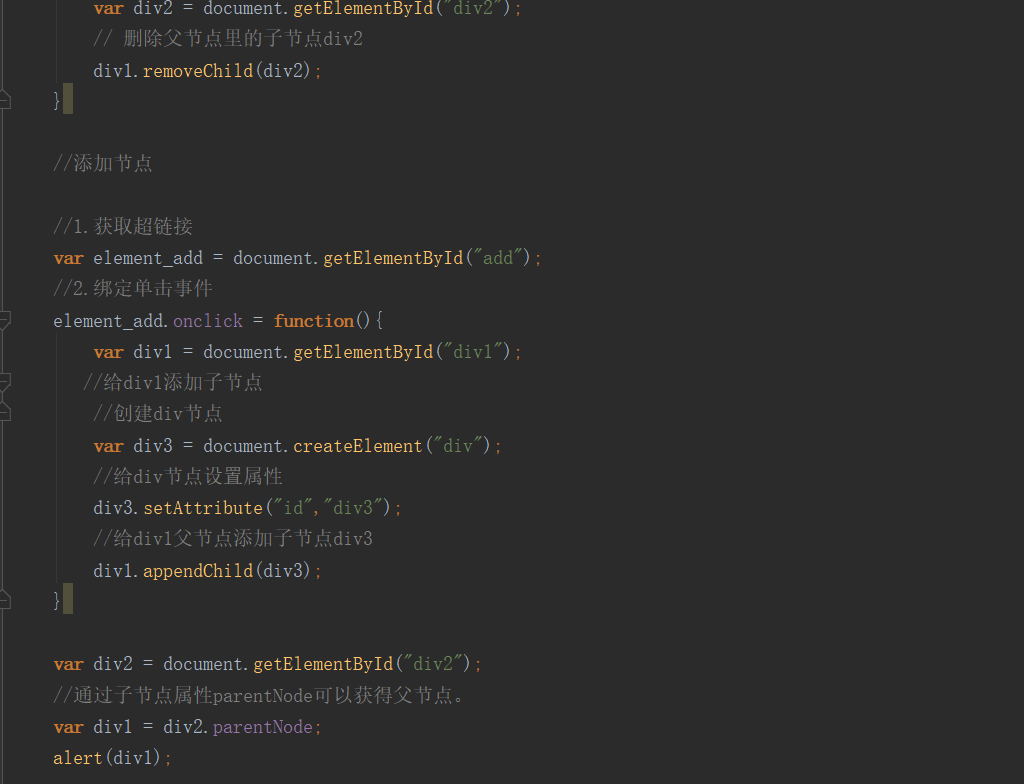 var div2 = document.getElementById("div2");
// 删除父节点里的子节点div2
div1.removeChild(div2);
}
//添加节点
//1.获取超链接
var element_add = document.getElementById("add");
//2.绑定单击事件
element_add.onclick = function(){
var div1 = document.getElementById("div1");
//给div1添加子节点
//创建div节点
var div3 = document.createElement("div");
//给div节点设置属性
div3.setAttribute("id","div3");
//给div1父节点添加子节点div3
div1.appendChild(div3);
}
var div2 = document.getElementById("div2");
//通过子节点属性parentNode可以获得父节点。
var div1 = div2.parentNode;
alert(div1);